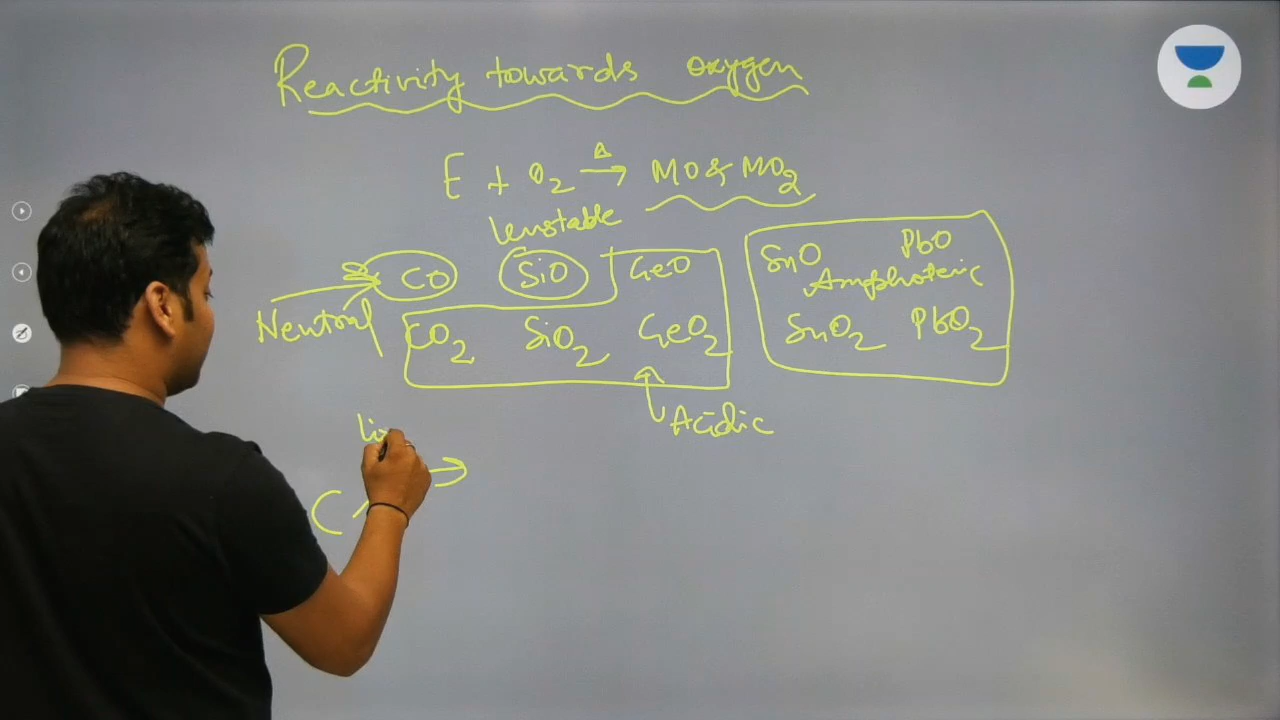 Reactivity towards oxygen
E + O₂ →Δ MO & MO₂
unstable
CO SiO GeO SnO PbO
Amphoteric
Neutral
CO₂ SiO₂ GeO₂ SnO₂ PbO₂
Acidic
C